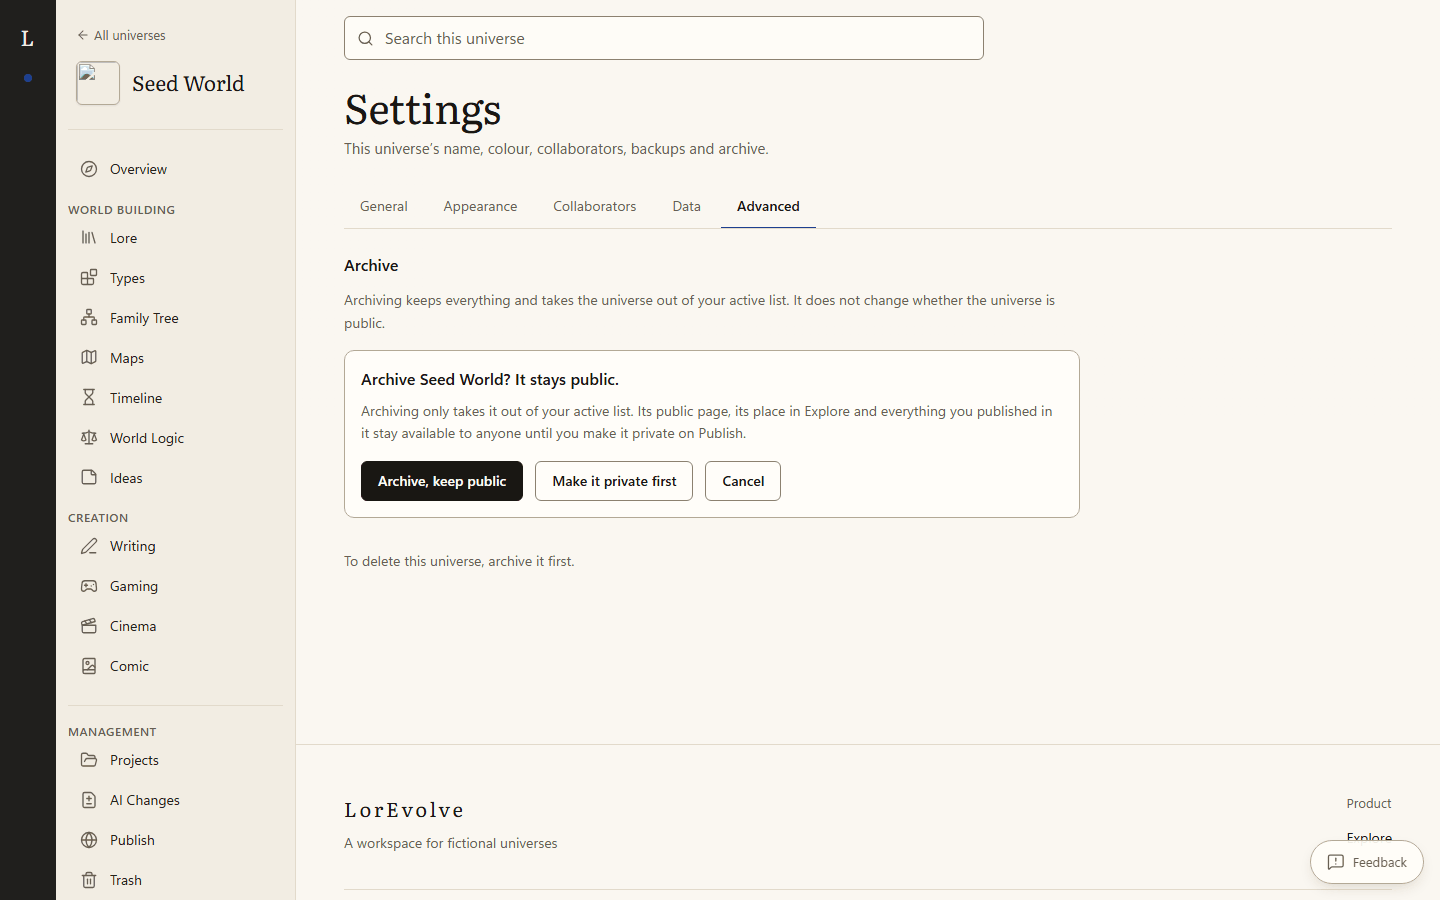 L
All universes
Seed World
Overview
WORLD BUILDING
Lore
Types
Family Tree
Maps
Timeline
World Logic
Ideas
CREATION
Writing
Gaming
Cinema
Comic
MANAGEMENT
Projects
AI Changes
Publish
Trash
Search this universe
Settings
This universe's name, colour, collaborators, backups and archive.
General Appearance Collaborators Data Advanced
Archive
Archiving keeps everything and takes the universe out of your active list. It does not change whether the universe is
public.
Archive Seed World? It stays public.
Archiving only takes it out of your active list. Its public page, its place in Explore and everything you published in
it stay available to anyone until you make it private on Publish.
Archive, keep public Make it private first Cancel
To delete this universe, archive it first.
LorEvolve
A workspace for fictional universes
Product
Explore
Feedback